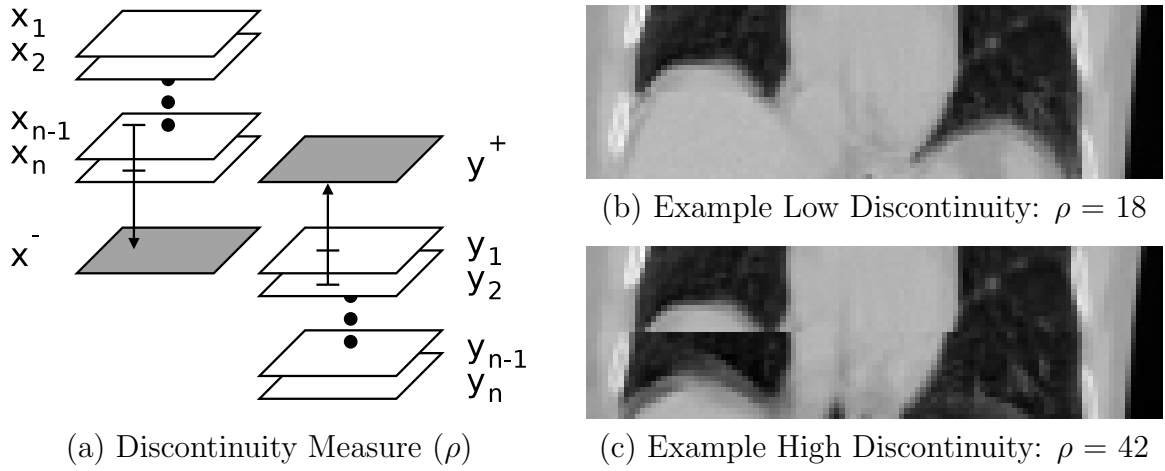 x₁
x₂
xₙ₋₁
xₙ
x⁻
y⁺
y₁
y₂
yₙ₋₁
yₙ
(a) Discontinuity Measure (ρ)
(b) Example Low Discontinuity: ρ = 18
(c) Example High Discontinuity: ρ = 42